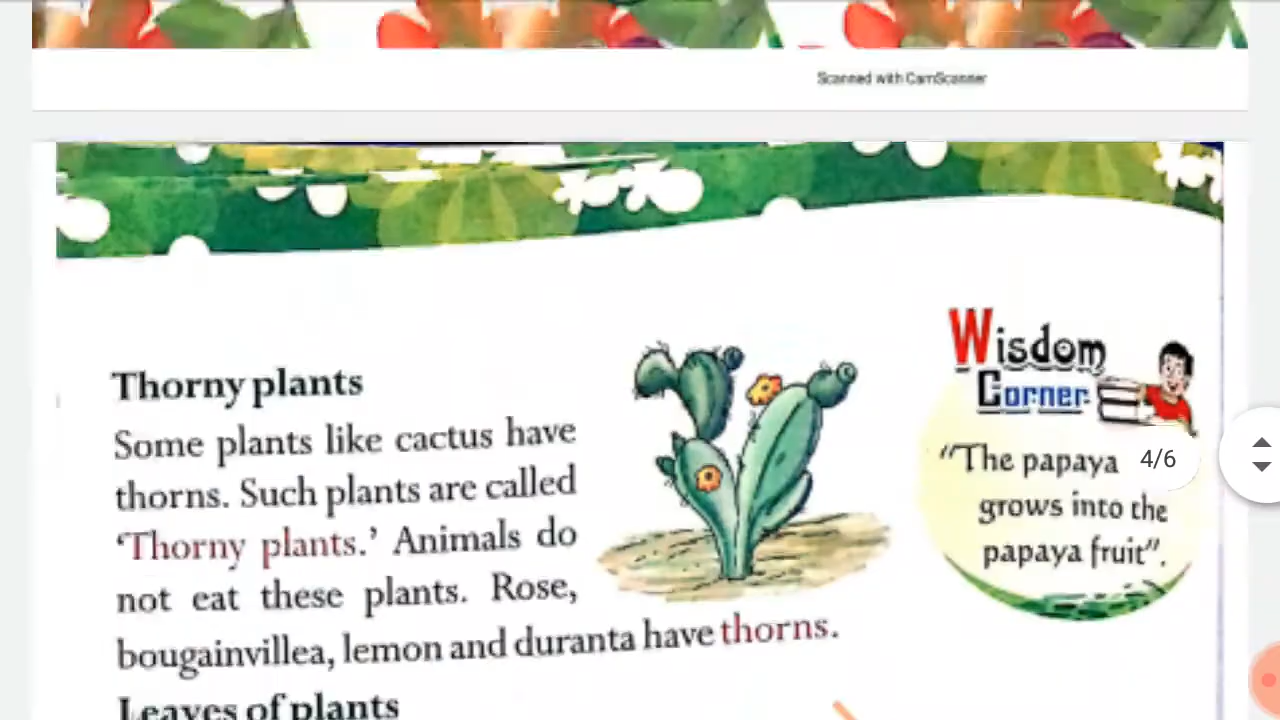 Scanned with CamScanner
Thorny plants
Some plants like cactus have
thorns. Such plants are called
‘Thorny plants.’ Animals do
not eat these plants. Rose,
bougainvillea, lemon and duranta have thorns.
Leaves of plants
Wisdom
Corner
“The papaya
grows into the
papaya fruit”.
4/6